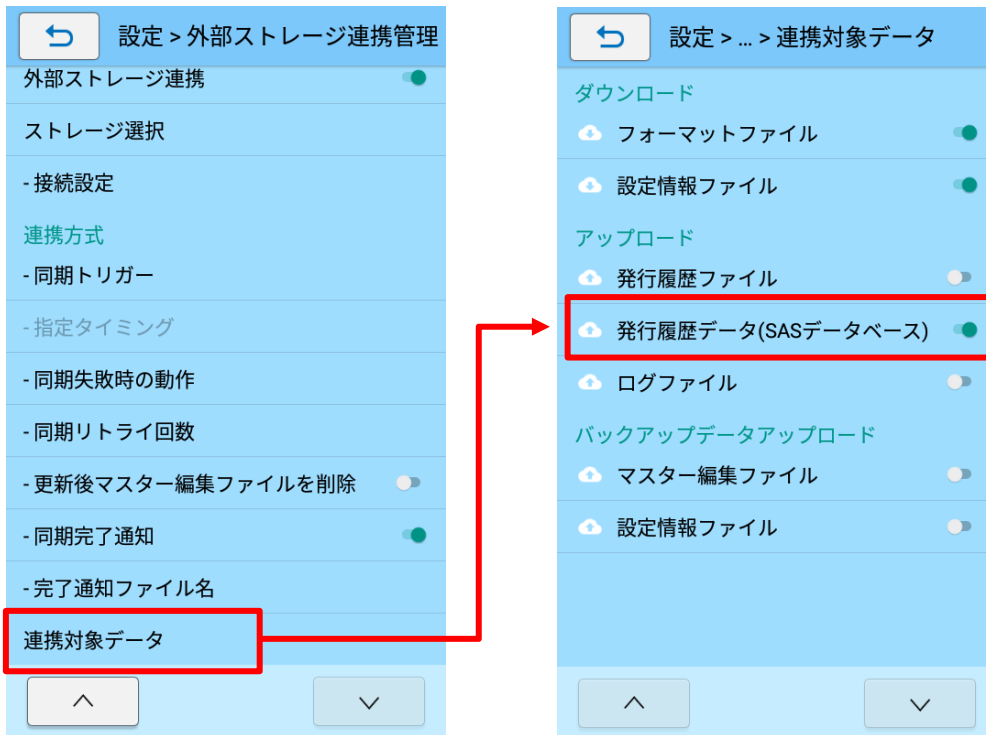 設定 > 外部ストレージ連携管理
外部ストレージ連携
ストレージ選択
- 接続設定
連携方式
- 同期トリガー
- 指定タイミング
- 同期失敗時の動作
- 同期リトライ回数
- 更新後マスター編集ファイルを削除
- 同期完了通知
- 完了通知ファイル名
連携対象データ
設定 > ... > 連携対象データ
ダウンロード
フォーマットファイル
設定情報ファイル
アップロード
発行履歴ファイル
発行履歴データ(SASデータベース)
ログファイル
バックアップデータアップロード
マスター編集ファイル
設定情報ファイル